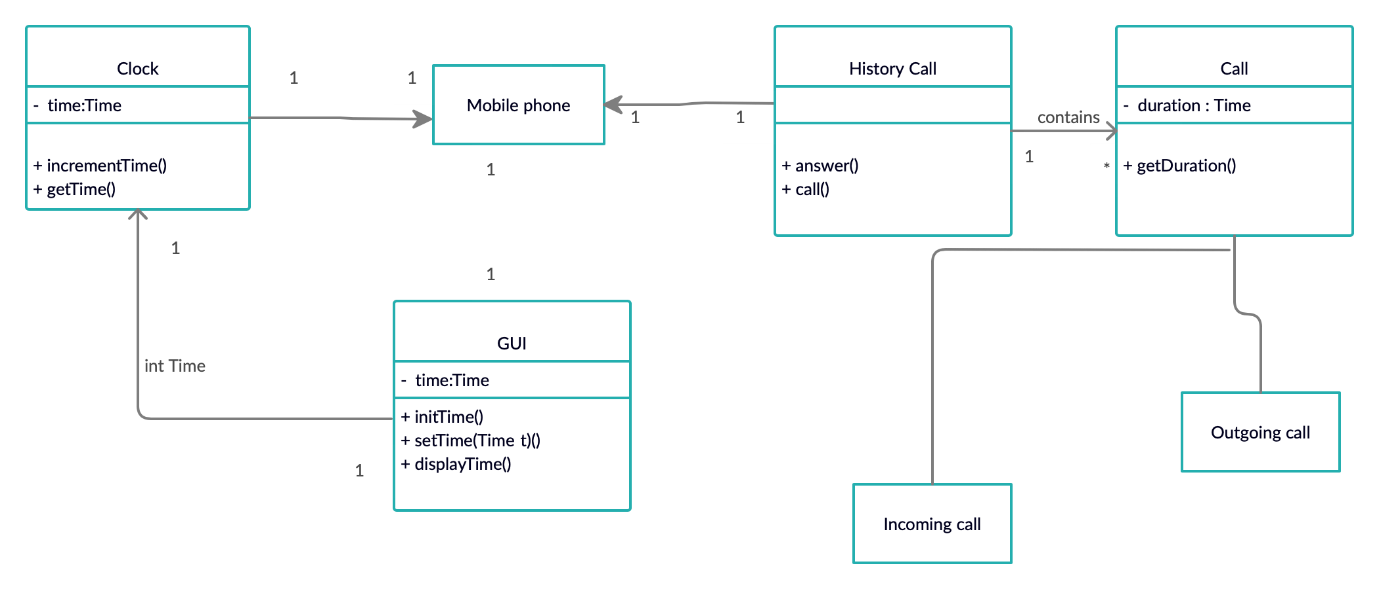 Clock
- time:Time
+ incrementTime()
+ getTime()
1
1
Mobile phone
1
1
1
History Call
+ answer()
+ call()
contains
1
*
Call
- duration : Time
+ getDuration()
1
int Time
1
1
GUI
- time:Time
+ initTime()
+ setTime(Time t)()
+ displayTime()
Outgoing call
Incoming call